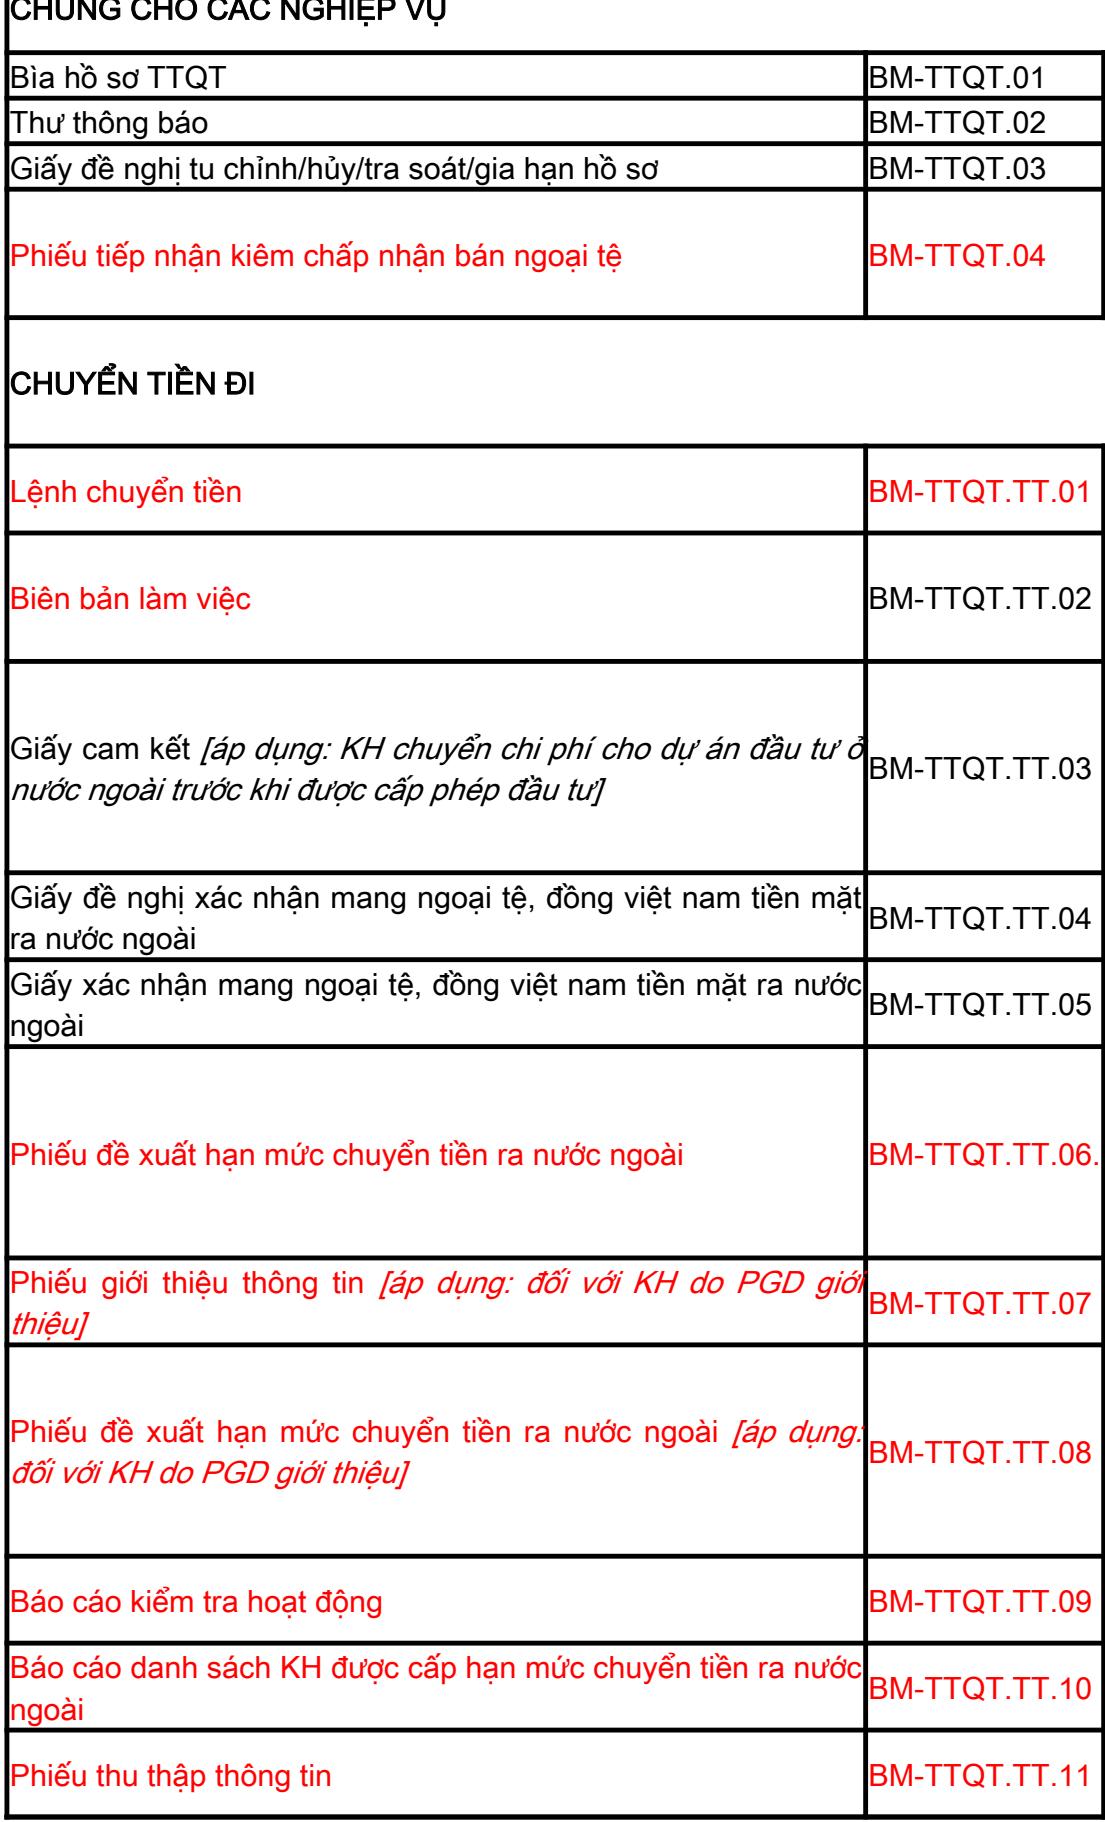 CHUNG CHO CÁC NGHIỆP VỤ
Bìa hồ sơ TTQT BM-TTQT.01
Thư thông báo BM-TTQT.02
Giấy đề nghị tu chỉnh/hủy/tra soát/gia hạn hồ sơ BM-TTQT.03
Phiếu tiếp nhận kiêm chấp nhận bán ngoại tệ BM-TTQT.04
CHUYỂN TIỀN ĐI
Lệnh chuyển tiền BM-TTQT.TT.01
Biên bản làm việc BM-TTQT.TT.02
Giấy cam kết [áp dụng: KH chuyển chi phí cho dự án đầu tư ở
nước ngoài trước khi được cấp phép đầu tư]
BM-TTQT.TT.03
Giấy đề nghị xác nhận mang ngoại tệ, đồng việt nam tiền mặt
ra nước ngoài
BM-TTQT.TT.04
Giấy xác nhận mang ngoại tệ, đồng việt nam tiền mặt ra nước
ngoài
BM-TTQT.TT.05
Phiếu đề xuất hạn mức chuyển tiền ra nước ngoài BM-TTQT.TT.06.
Phiếu giới thiệu thông tin [áp dụng: đối với KH do PGD giới
thiệu]
BM-TTQT.TT.07
Phiếu đề xuất hạn mức chuyển tiền ra nước ngoài [áp dụng:
đối với KH do PGD giới thiệu]
BM-TTQT.TT.08
Báo cáo kiểm tra hoạt động BM-TTQT.TT.09
Báo cáo danh sách KH được cấp hạn mức chuyển tiền ra nước
ngoài
BM-TTQT.TT.10
Phiếu thu thập thông tin BM-TTQT.TT.11